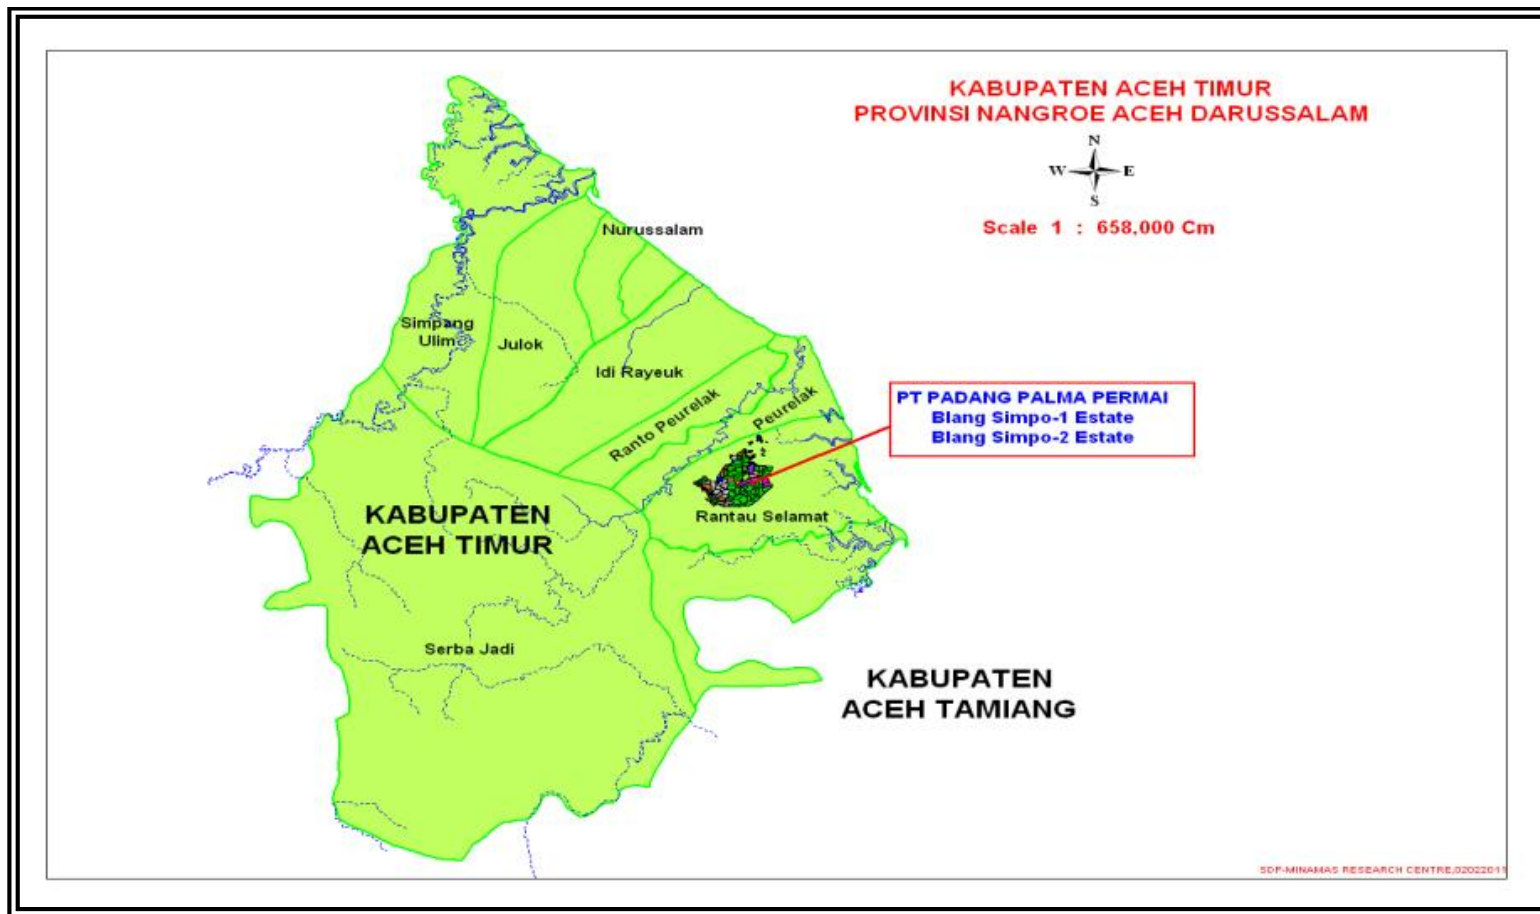 KABUPATEN ACEH TIMUR
PROVINSI NANGROE ACEH DARUSSALAM
N
W
E
S
Scale 1 : 658,000 Cm
Nurussalam
Simpang
Ulim
Julok
Idi Rayeuk
Ranto Peurelak
Peurelak
PT PADANG PALMA PERMAI
Blang Simpo-1 Estate
Blang Simpo-2 Estate
Rantau Selamat
KABUPATEN
ACEH TIMUR
Serba Jadi
KABUPATEN
ACEH TAMIANG
SDP-MINAMAS RESEARCH CENTRE,02022011